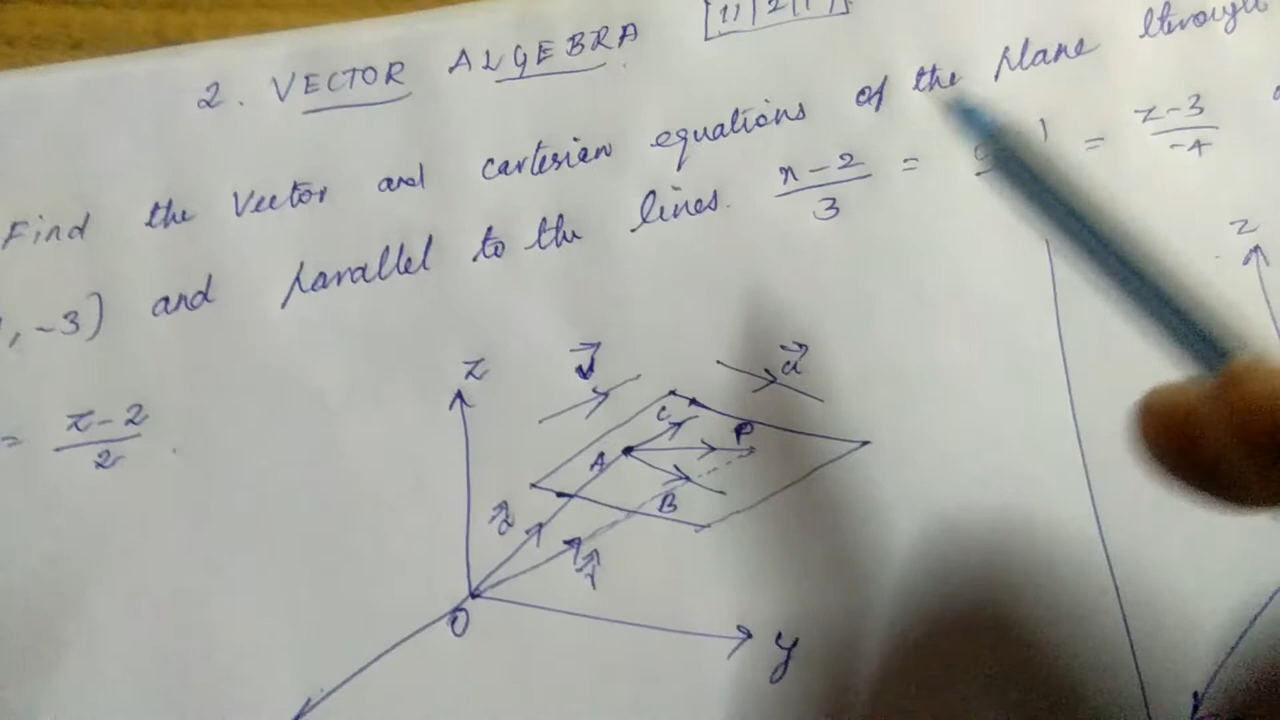 2. VECTOR ALGEBRA
Find the Vector and cartesian equations of the plane through
, -3) and parallel to the lines. x-2/3 = = z-3/-4
= z-2/2
z
z
v
u
C
A
P
B
r
O
y